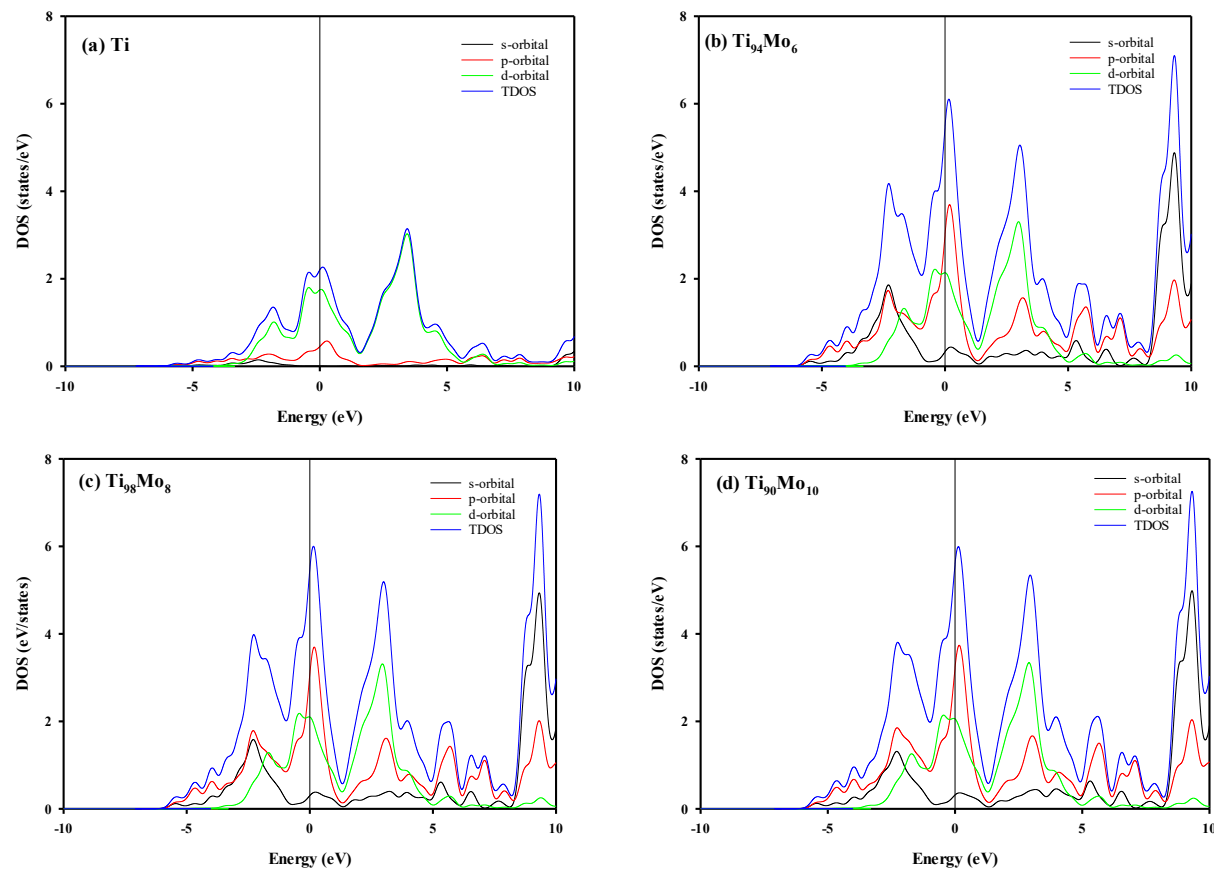 (a) Ti
s-orbital
p-orbital
d-orbital
TDOS
DOS (states/eV)
8
6
4
2
0
-10
-5
0
5
10
Energy (eV)
(b) Ti₉₄Mo₆
s-orbital
p-orbital
d-orbital
TDOS
DOS (states/eV)
8
6
4
2
0
-10
-5
0
5
10
Energy (eV)
(c) Ti₉₈Mo₈
s-orbital
p-orbital
d-orbital
TDOS
DOS (eV/states)
8
6
4
2
0
-10
-5
0
5
10
Energy (eV)
(d) Ti₉₀Mo₁₀
s-orbital
p-orbital
d-orbital
TDOS
DOS (states/eV)
8
6
4
2
0
-10
-5
0
5
10
Energy (eV)